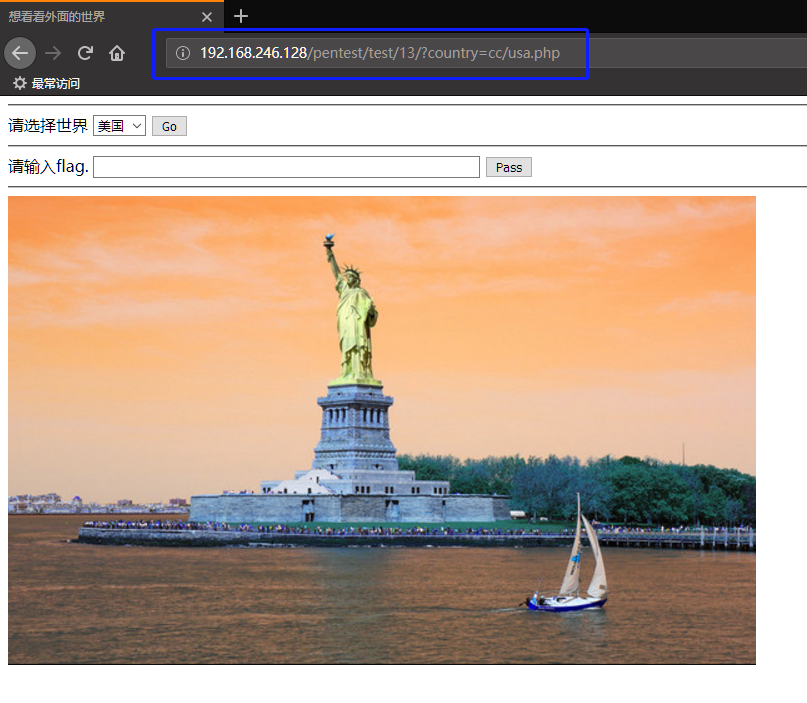 想看看外面的世界
192.168.246.128/pentest/test/13/?country=cc/usa.php
最常访问
请选择世界 美国 Go
请输入flag. Pass